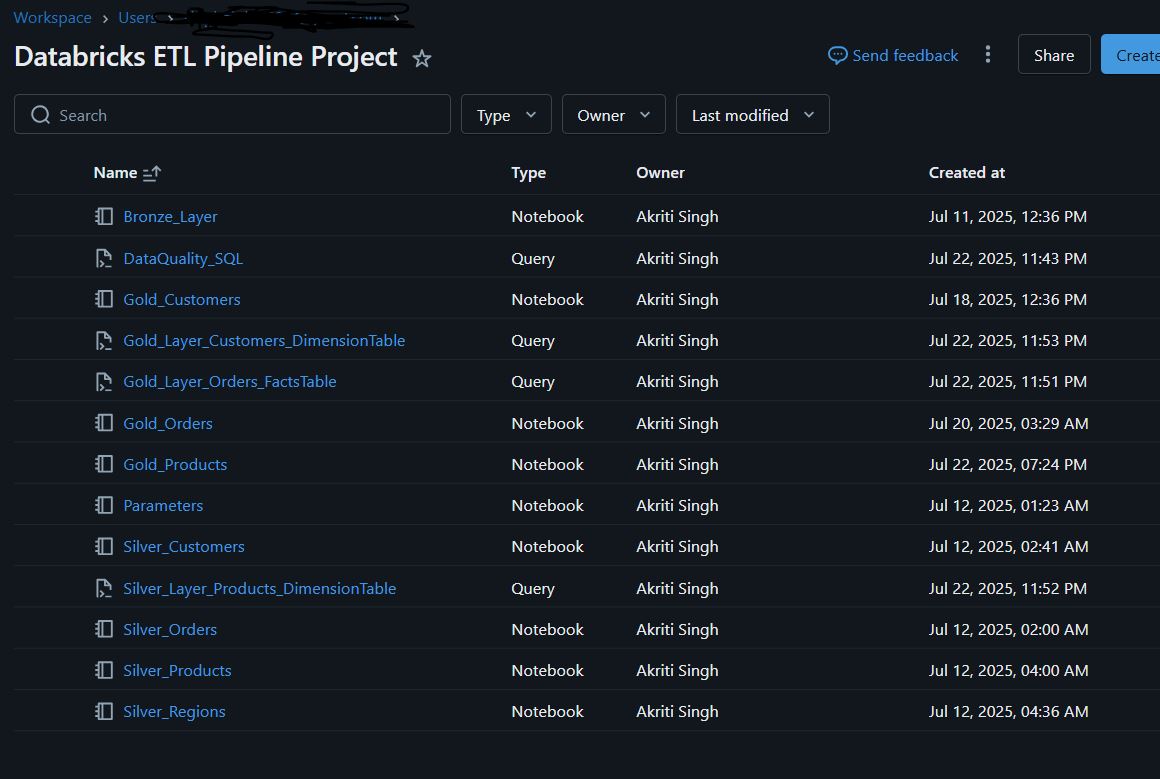 Workspace > Users >
Databricks ETL Pipeline Project
Send feedback
Share
Create
Search
Type
Owner
Last modified
Name Type Owner Created at
Bronze_Layer Notebook Akriti Singh Jul 11, 2025, 12:36 PM
DataQuality_SQL Query Akriti Singh Jul 22, 2025, 11:43 PM
Gold_Customers Notebook Akriti Singh Jul 18, 2025, 12:36 PM
Gold_Layer_Customers_DimensionTable Query Akriti Singh Jul 22, 2025, 11:53 PM
Gold_Layer_Orders_FactsTable Query Akriti Singh Jul 22, 2025, 11:51 PM
Gold_Orders Notebook Akriti Singh Jul 20, 2025, 03:29 AM
Gold_Products Notebook Akriti Singh Jul 22, 2025, 07:24 PM
Parameters Notebook Akriti Singh Jul 12, 2025, 01:23 AM
Silver_Customers Notebook Akriti Singh Jul 12, 2025, 02:41 AM
Silver_Layer_Products_DimensionTable Query Akriti Singh Jul 22, 2025, 11:52 PM
Silver_Orders Notebook Akriti Singh Jul 12, 2025, 02:00 AM
Silver_Products Notebook Akriti Singh Jul 12, 2025, 04:00 AM
Silver_Regions Notebook Akriti Singh Jul 12, 2025, 04:36 AM